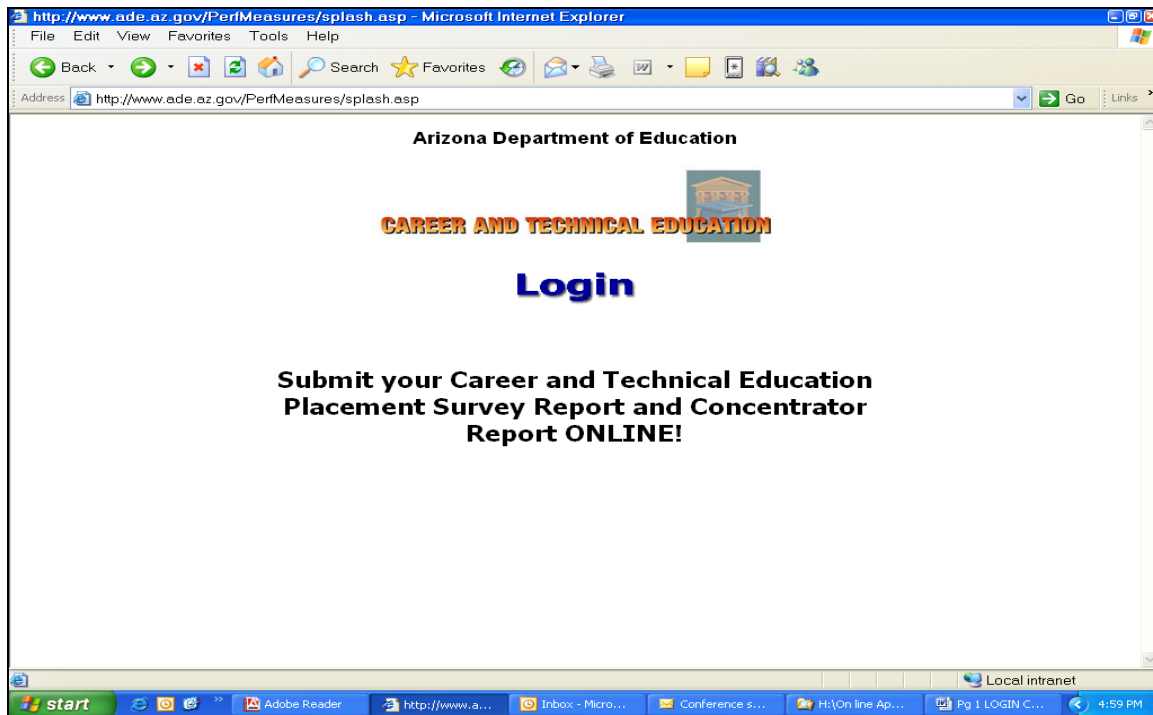 http://www.ade.az.gov/PerfMeasures/splash.asp - Microsoft Internet Explorer
File Edit View Favorites Tools Help
Back Search Favorites
Address http://www.ade.az.gov/PerfMeasures/splash.asp Go Links
Arizona Department of Education
CAREER AND TECHNICAL EDUCATION
Login
Submit your Career and Technical Education
Placement Survey Report and Concentrator
Report ONLINE!
Local intranet
start Adobe Reader http://www.a... Inbox - Micro... Conference s... H:\On line Ap... Pg 1 LOGIN C... 4:59 PM